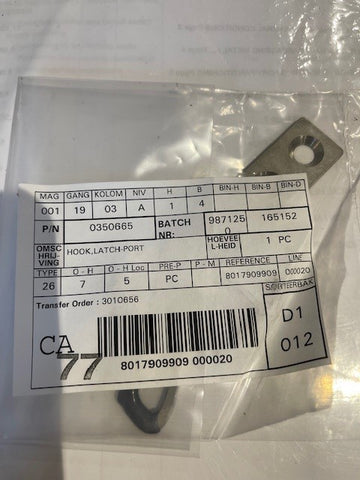 MAG GANG KOLOM NIV H B BIN-H BIN-B BIN-D
001 19 03 A 1 4
P/N 0350665 BATCH NR: 987125 0 165152
OMSC HRIJ- VING HOOK,LATCH-PORT HOEVEE L-HEID 1 PC
TYPE O - H O - H Loc PRE-P P - M REFERENCE LINE
26 7 5 PC 8017909909 000020
Transfer Order : 3010656
SORTEERBAK
D1
012
CA
77
8017909909 000020